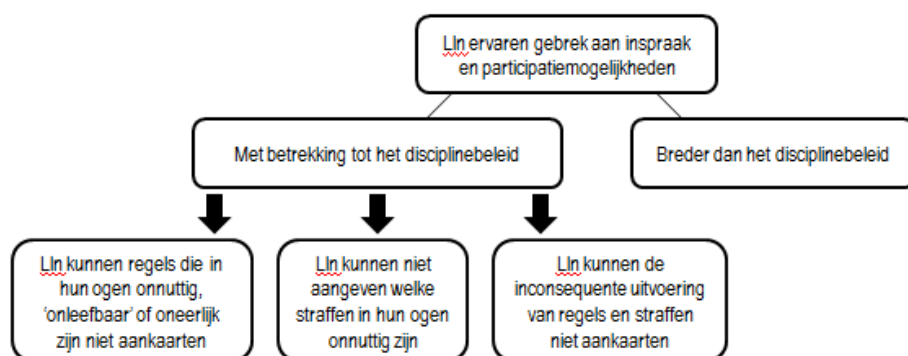 Lln ervaren gebrek aan inspraak
en participatiemogelijkheden
Met betrekking tot het disciplinebeleid
Breder dan het disciplinebeleid
Lln kunnen regels die in
hun ogen onnuttig,
‘onleefbaar’ of oneerlijk
zijn niet aankaarten
Lln kunnen niet
aangeven welke
straffen in hun ogen
onnuttig zijn
Lln kunnen de
inconsequente uitvoering
van regels en straffen
niet aankaarten